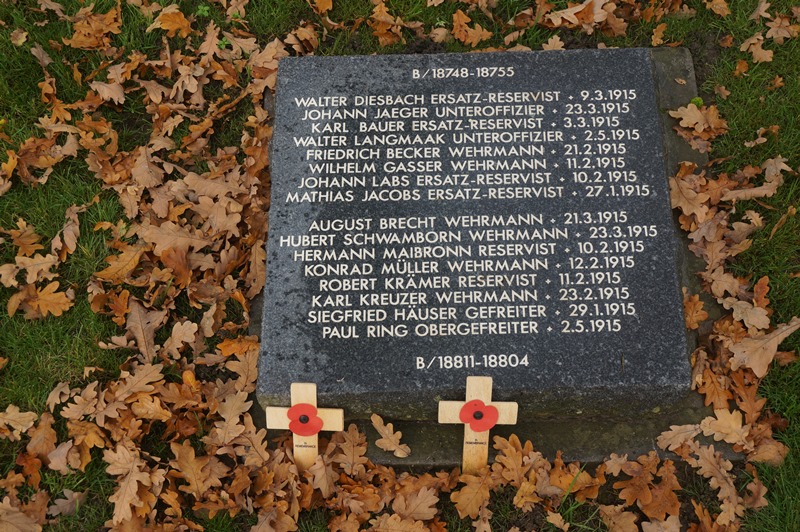 B/18748-18755
WALTER DIESBACH ERSATZ-RESERVIST + 9.3.1915
JOHANN JAEGER UNTEROFFIZIER + 23.3.1915
KARL BAUER ERSATZ-RESERVIST + 3.3.1915
WALTER LANGMAAK UNTEROFFIZIER + 2.5.1915
FRIEDRICH BECKER WEHRMANN + 21.2.1915
WILHELM GASSER WEHRMANN + 11.2.1915
JOHANN LABS ERSATZ-RESERVIST + 10.2.1915
MATHIAS JACOBS ERSATZ-RESERVIST + 27.1.1915
AUGUST BRECHT WEHRMANN + 21.3.1915
HUBERT SCHWAMBORN WEHRMANN + 23.3.1915
HERMANN MAIBRONN RESERVIST + 10.2.1915
KONRAD MÜLLER WEHRMANN + 12.2.1915
ROBERT KRÄMER RESERVIST + 11.2.1915
KARL KREUZER WEHRMANN + 23.2.1915
SIEGFRIED HÄUSER GEFREITER + 29.1.1915
PAUL RING OBERGEFREITER + 2.5.1915
B/18811-18804